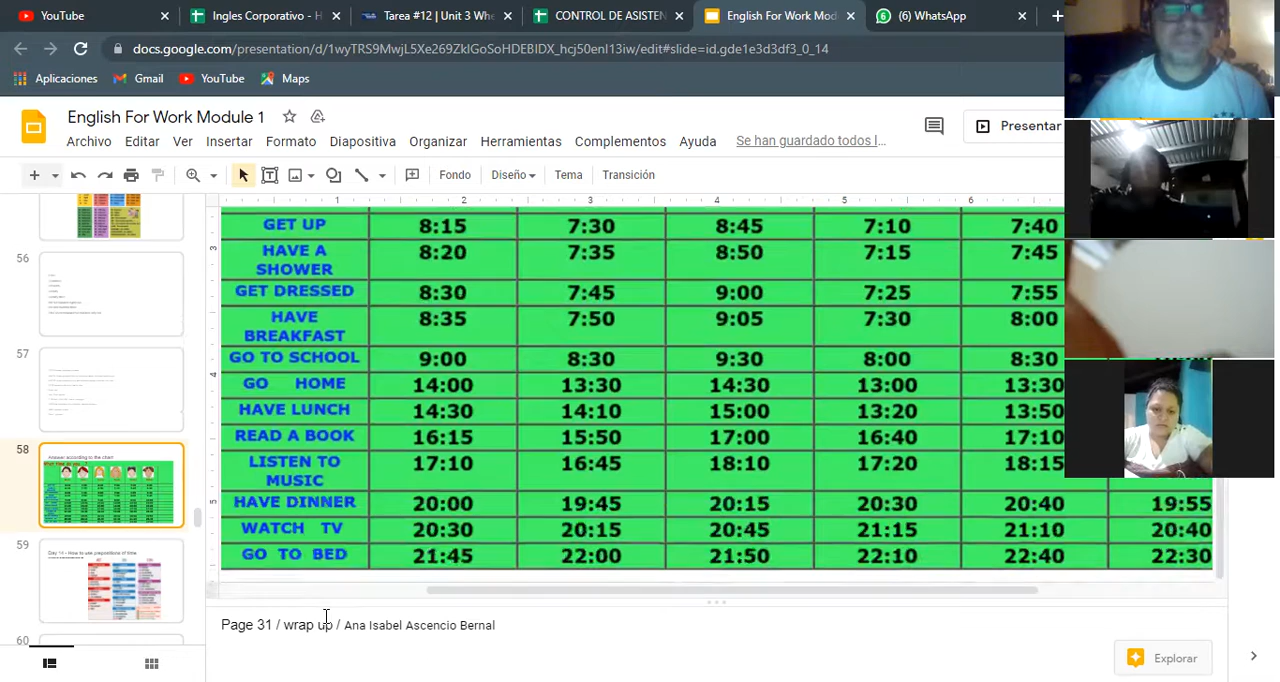 YouTube
Ingles Corporativo - H
Tarea #12 | Unit 3 Whe
CONTROL DE ASISTEN
English For Work Mod
(6) WhatsApp
docs.google.com/presentation/d/1wyTRS9MwjL5Xe269ZklGoSoHDEBIDX_hcj50enI13iw/edit#slide=id.gde1e3d3df3_0_14
Aplicaciones Gmail YouTube Maps
English For Work Module 1
Archivo Editar Ver Insertar Formato Diapositiva Organizar Herramientas Complementos Ayuda Se han guardado todos l...
Presentar
Fondo Diseño Tema Transición
1 2 3 4 5 6
GET UP 8:15 7:30 8:45 7:10 7:40
HAVE A SHOWER 8:20 7:35 8:50 7:15 7:45
GET DRESSED 8:30 7:45 9:00 7:25 7:55
HAVE BREAKFAST 8:35 7:50 9:05 7:30 8:00
GO TO SCHOOL 9:00 8:30 9:30 8:00 8:30
GO HOME 14:00 13:30 14:30 13:00 13:30
HAVE LUNCH 14:30 14:10 15:00 13:20 13:50
READ A BOOK 16:15 15:50 17:00 16:40 17:10
LISTEN TO MUSIC 17:10 16:45 18:10 17:20 18:15
HAVE DINNER 20:00 19:45 20:15 20:30 20:40 19:55
WATCH TV 20:30 20:15 20:45 21:15 21:10 20:40
GO TO BED 21:45 22:00 21:50 22:10 22:40 22:30
3
4
5
56
57
58
Answer according to the chart
59
Day 11 - How to use prepositions of time
60
Page 31 / wrap up / Ana Isabel Ascencio Bernal
Explorar